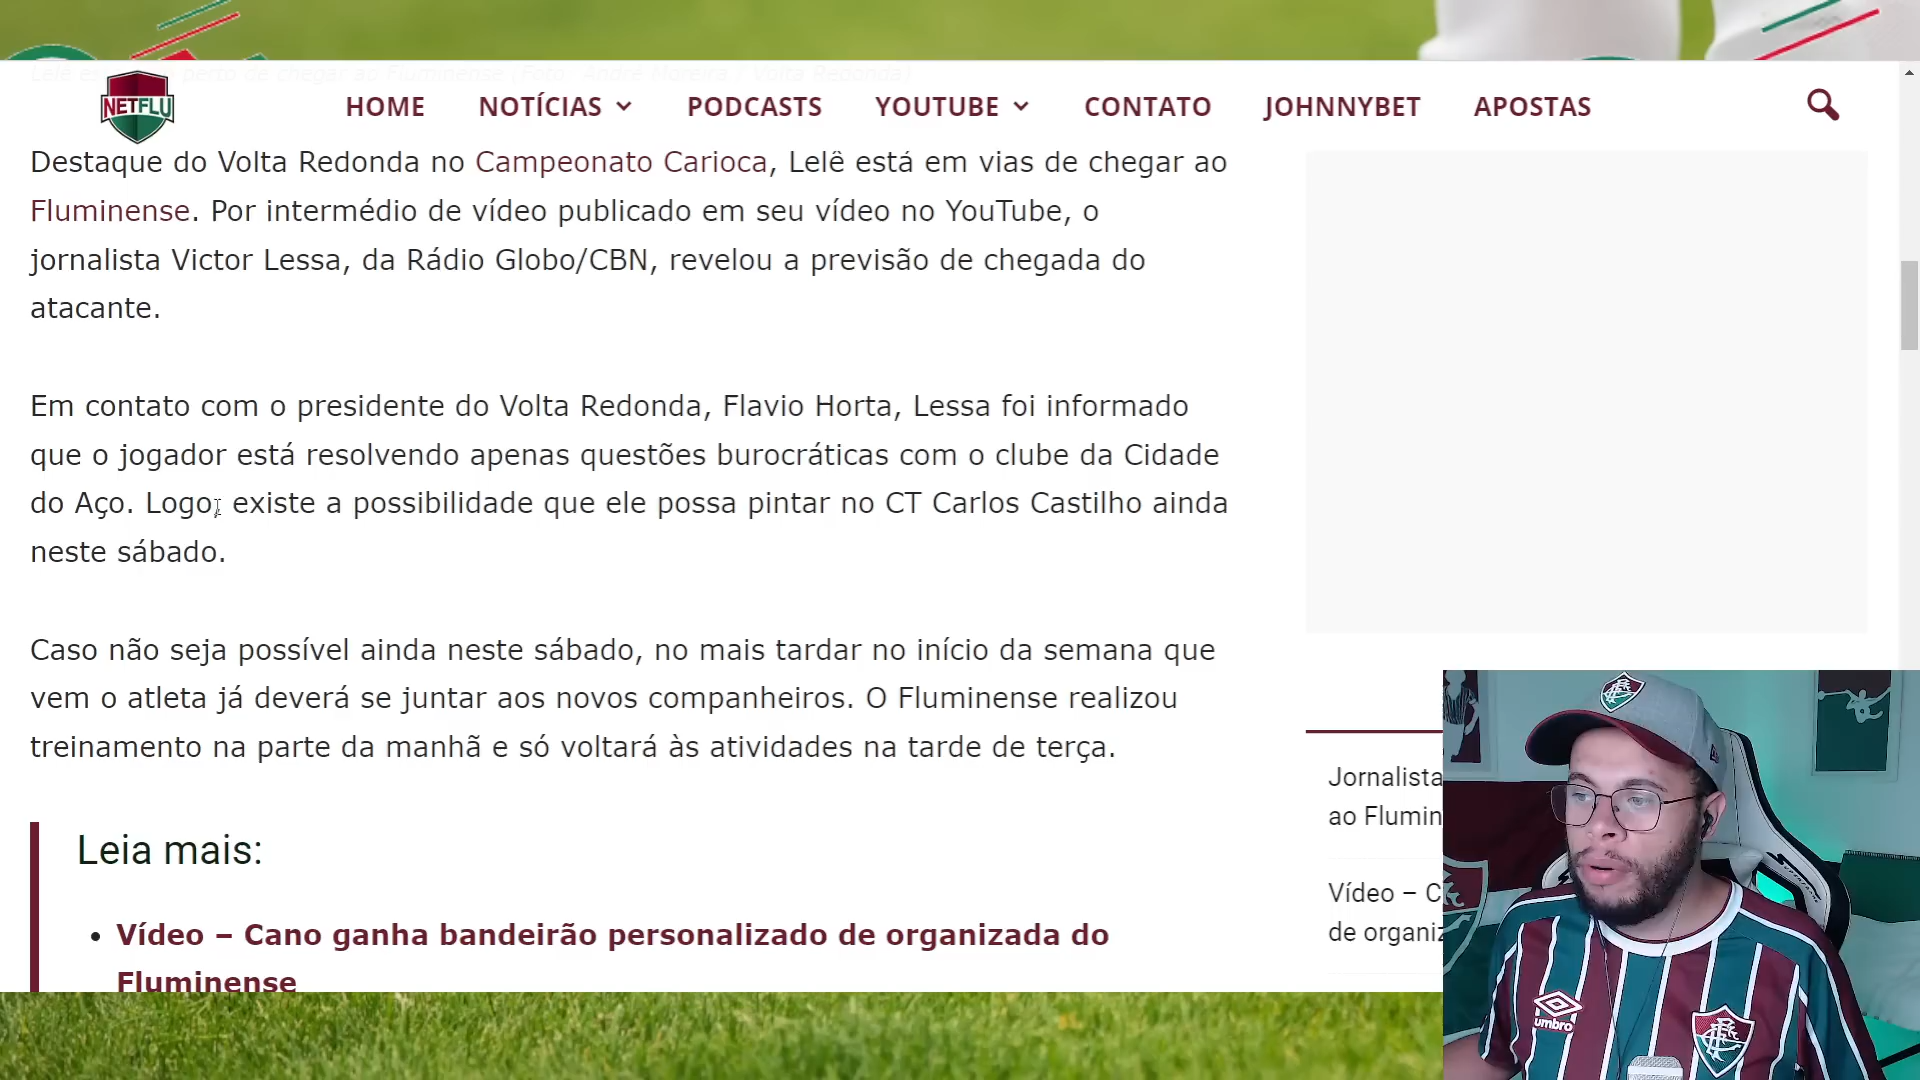 Lelê está perto de chegar ao Fluminense (Foto: André Moreira / Volta Redonda)
NETFLU
HOME NOTÍCIAS PODCASTS YOUTUBE CONTATO JOHNNYBET APOSTAS
Destaque do Volta Redonda no Campeonato Carioca, Lelê está em vias de chegar ao
Fluminense. Por intermédio de vídeo publicado em seu vídeo no YouTube, o
jornalista Victor Lessa, da Rádio Globo/CBN, revelou a previsão de chegada do
atacante.
Em contato com o presidente do Volta Redonda, Flavio Horta, Lessa foi informado
que o jogador está resolvendo apenas questões burocráticas com o clube da Cidade
do Aço. Logo, existe a possibilidade que ele possa pintar no CT Carlos Castilho ainda
neste sábado.
Caso não seja possível ainda neste sábado, no mais tardar no início da semana que
vem o atleta já deverá se juntar aos novos companheiros. O Fluminense realizou
treinamento na parte da manhã e só voltará às atividades na tarde de terça.
Leia mais:
• Vídeo – Cano ganha bandeirão personalizado de organizada do
Fluminense
Jornalista
ao Flumin
Vídeo – C
de organiz
umbro